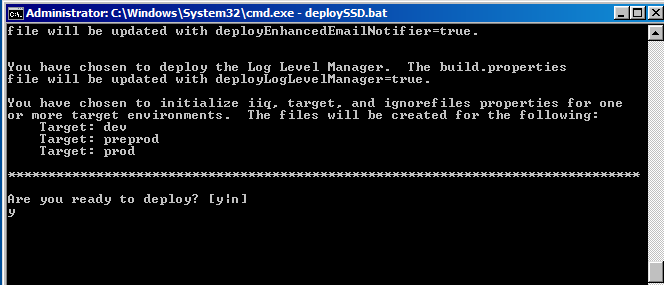 Administrator: C:\Windows\System32\cmd.exe - deploySSD.bat
file will be updated with deployEnhancedEmailNotifier=true.
You have chosen to deploy the Log Level Manager.  The build.properties
file will be updated with deployLogLevelManager=true.
You have chosen to initialize iiq, target, and ignorefiles properties for one
or more target environments.  The files will be created for the following:
    Target: dev
    Target: preprod
    Target: prod
*******************************************************************************
Are you ready to deploy? [y|n]
y